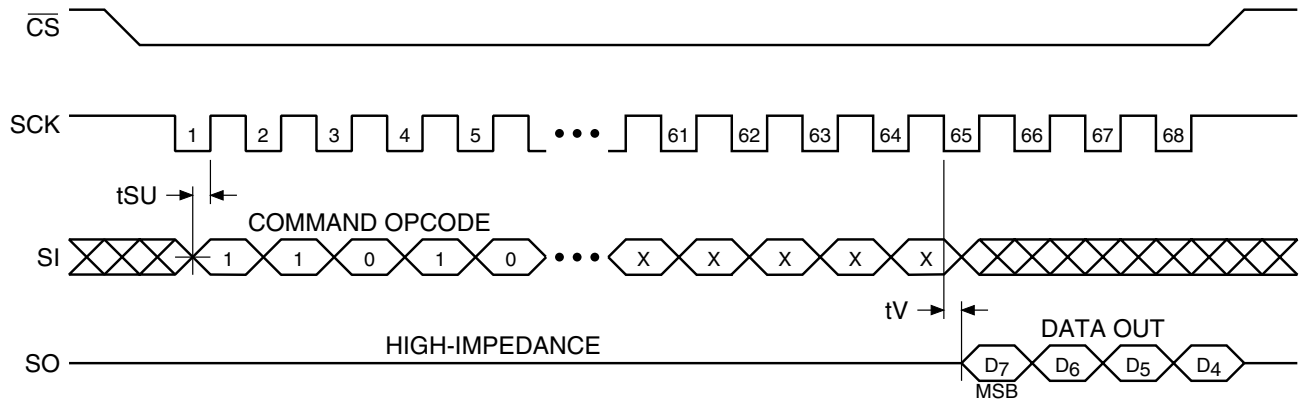 CS
SCK 1 2 3 4 5 ••• 61 62 63 64 65 66 67 68
tSU
COMMAND OPCODE
SI 1 1 0 1 0 ••• X X X X X
tV
DATA OUT
HIGH-IMPEDANCE
SO D7 D6 D5 D4
MSB